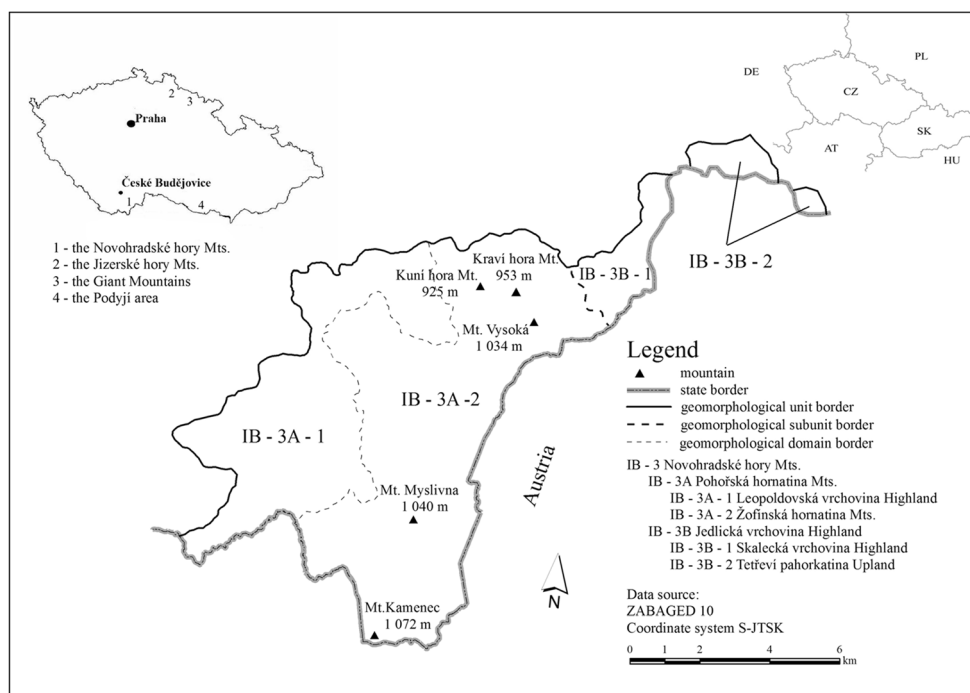 DE
PL
CZ
SK
AT
HU
2
3
Praha
České Budějovice
1
4
1 - the Novohradské hory Mts.
2 - the Jizerské hory Mts.
3 - the Giant Mountains
4 - the Podyjí area
Kraví hora Mt.
953 m
Kuní hora Mt.
925 m
IB - 3B - 1
IB - 3B - 2
Mt. Vysoká
1 034 m
IB - 3A - 2
IB - 3A - 1
Mt. Myslivna
1 040 m
Mt.Kamenec
1 072 m
Austria
N
Legend
mountain
state border
geomorphological unit border
geomorphological subunit border
geomorphological domain border
IB - 3 Novohradské hory Mts.
IB - 3A Pohořská hornatina Mts.
IB - 3A - 1 Leopoldovská vrchovina Highland
IB - 3A - 2 Žofínská hornatina Mts.
IB - 3B Jedlická vrchovina Highland
IB - 3B - 1 Skalecká vrchovina Highland
IB - 3B - 2 Tetřeví pahorkatina Upland
Data source:
ZABAGED 10
Coordinate system S-JTSK
0 1 2 4 6
km